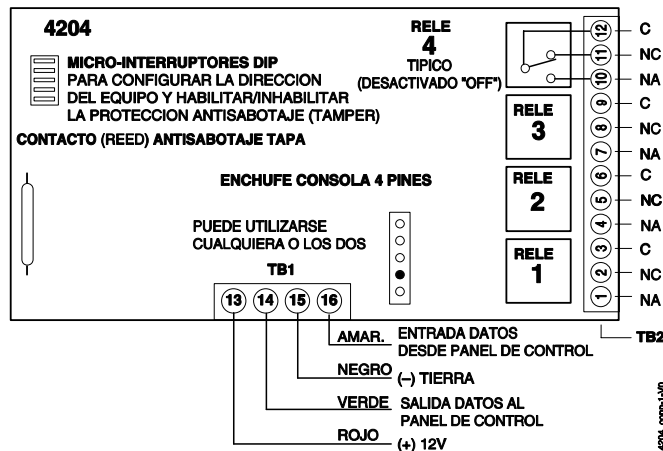 4204
MICRO-INTERRUPTORES DIP
PARA CONFIGURAR LA DIRECCION
DEL EQUIPO Y HABILITAR/INHABILITAR
LA PROTECCION ANTISABOTAJE (TAMPER)
CONTACTO (REED) ANTISABOTAJE TAPA
RELE
4
TIPICO
(DESACTIVADO "OFF")
RELE
3
RELE
2
RELE
1
12 C
11 NC
10 NA
9 C
8 NC
7 NA
6 C
5 NC
4 NA
3 C
2 NC
1 NA
TB2
ENCHUFE CONSOLA 4 PINES
PUEDE UTILIZARSE
CUALQUIERA O LOS DOS
TB1
13 14 15 16
AMAR. ENTRADA DATOS
DESDE PANEL DE CONTROL
NEGRO (–) TIERRA
VERDE SALIDA DATOS AL
PANEL DE CONTROL
ROJO (+) 12V